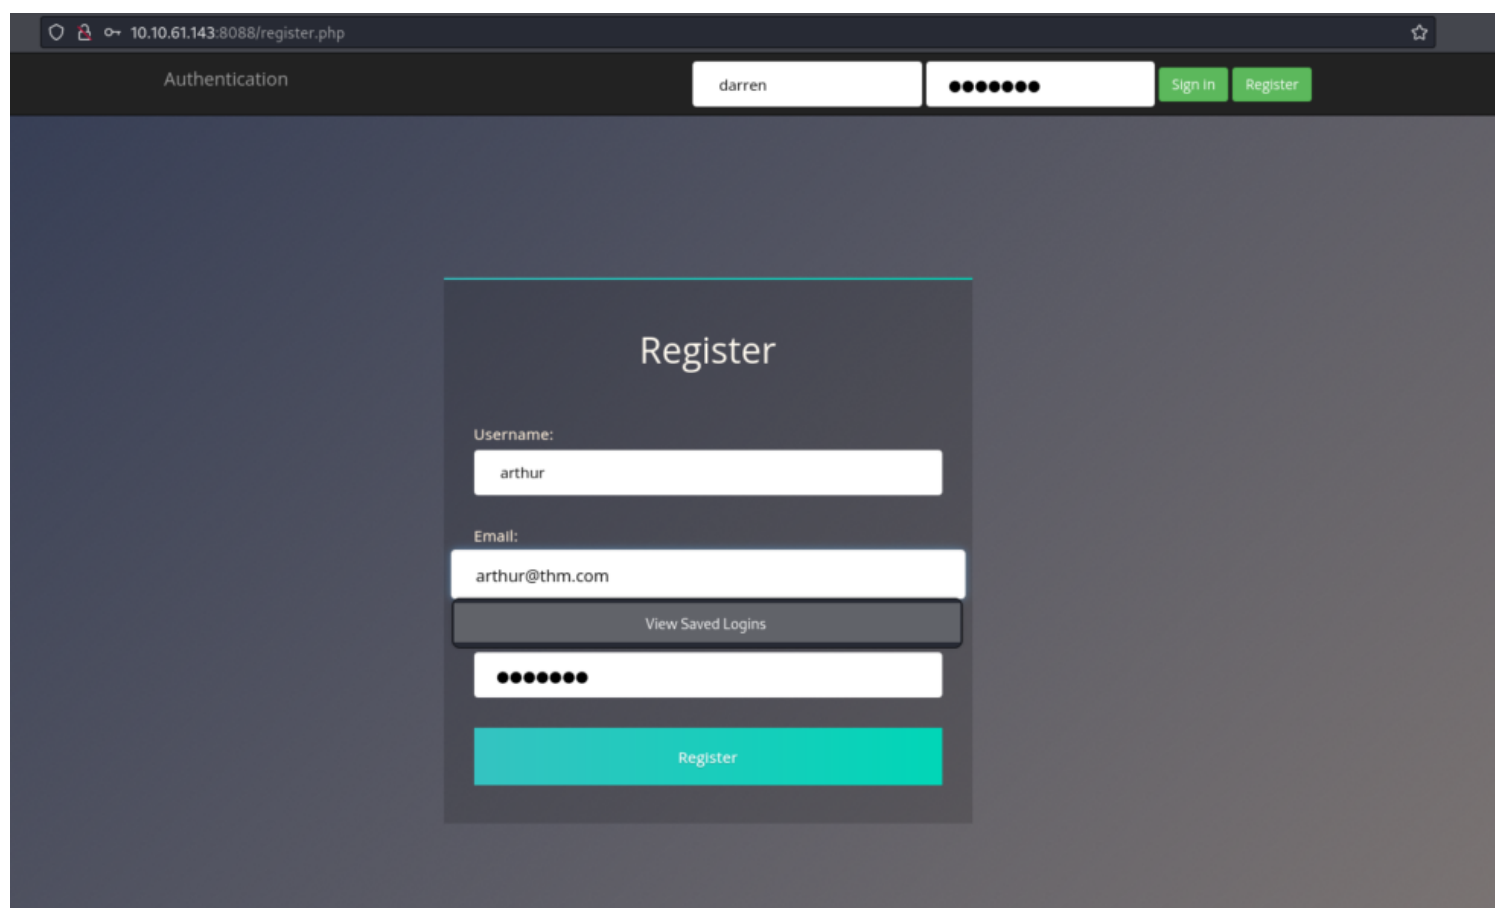 10.10.61.143:8088/register.php
Authentication
darren
●●●●●●●
Sign in
Register
Register
Username:
arthur
Email:
arthur@thm.com
View Saved Logins
●●●●●●●
Register